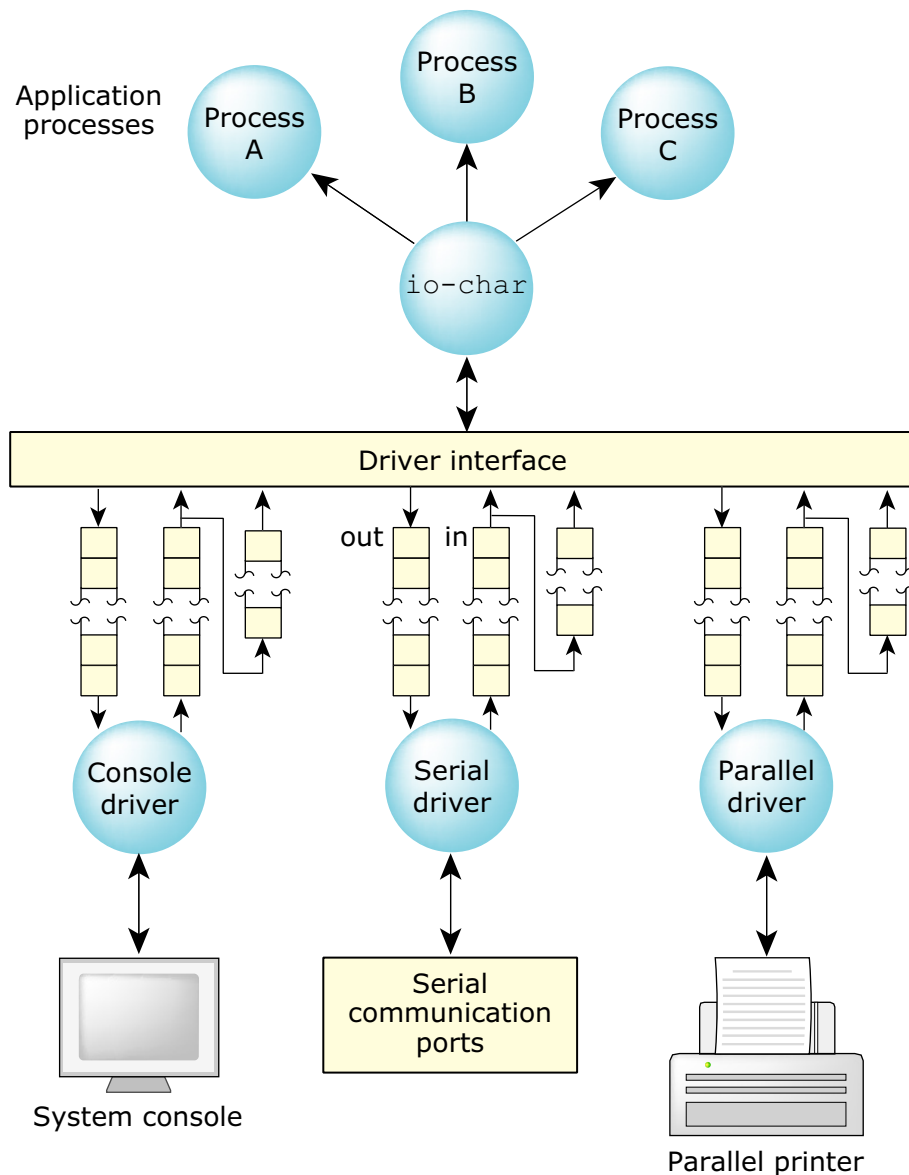 Application
processes
Process
A
Process
B
Process
C
io-char
Driver interface
out
in
Console
driver
Serial
driver
Parallel
driver
Serial
communication
ports
System console
Parallel printer